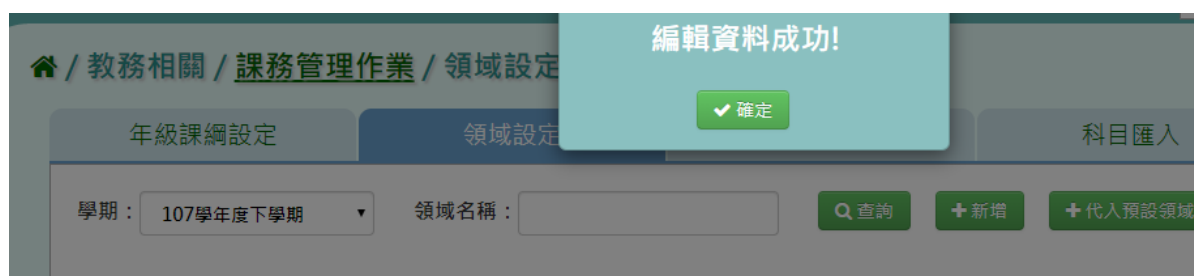 編輯資料成功!
確定
/ 教務相關 / 課務管理作業 / 領域設定
年級課綱設定 領域設定 科目匯入
學期： 107學年度下學期 領域名稱： 查詢 新增 代入預設領域